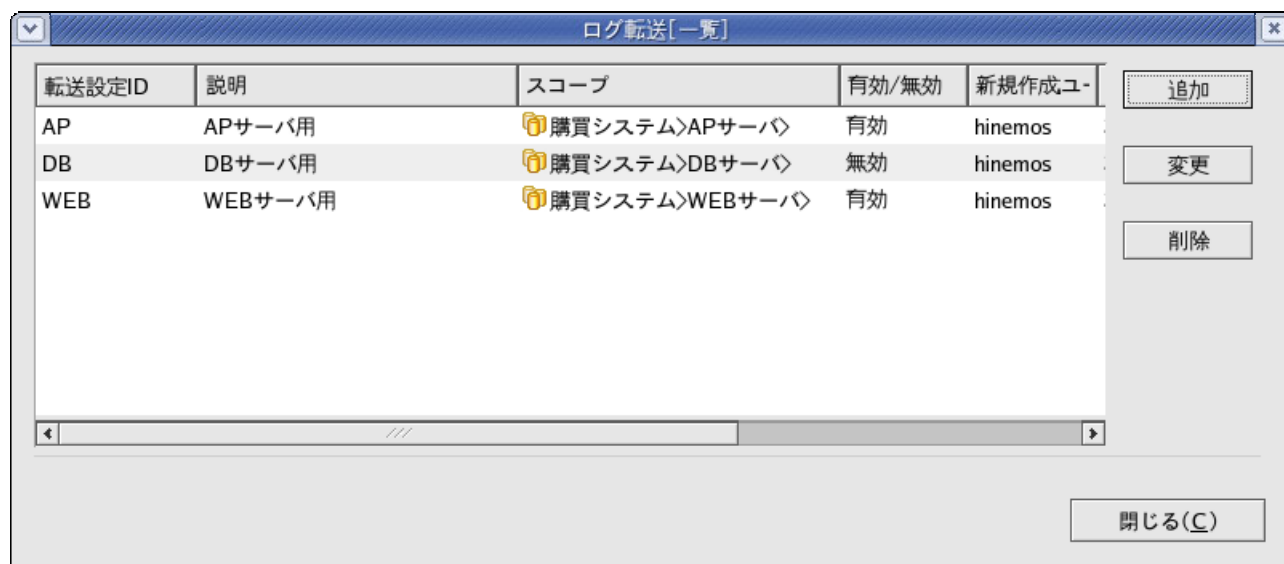 ログ転送[一覧]
転送設定ID 説明 スコープ 有効/無効 新規作成ユ-
追加
AP APサーバ用 購買システム>APサーバ> 有効 hinemos
DB DBサーバ用 購買システム>DBサーバ> 無効 hinemos
変更
WEB WEBサーバ用 購買システム>WEBサーバ> 有効 hinemos
削除
閉じる(C)